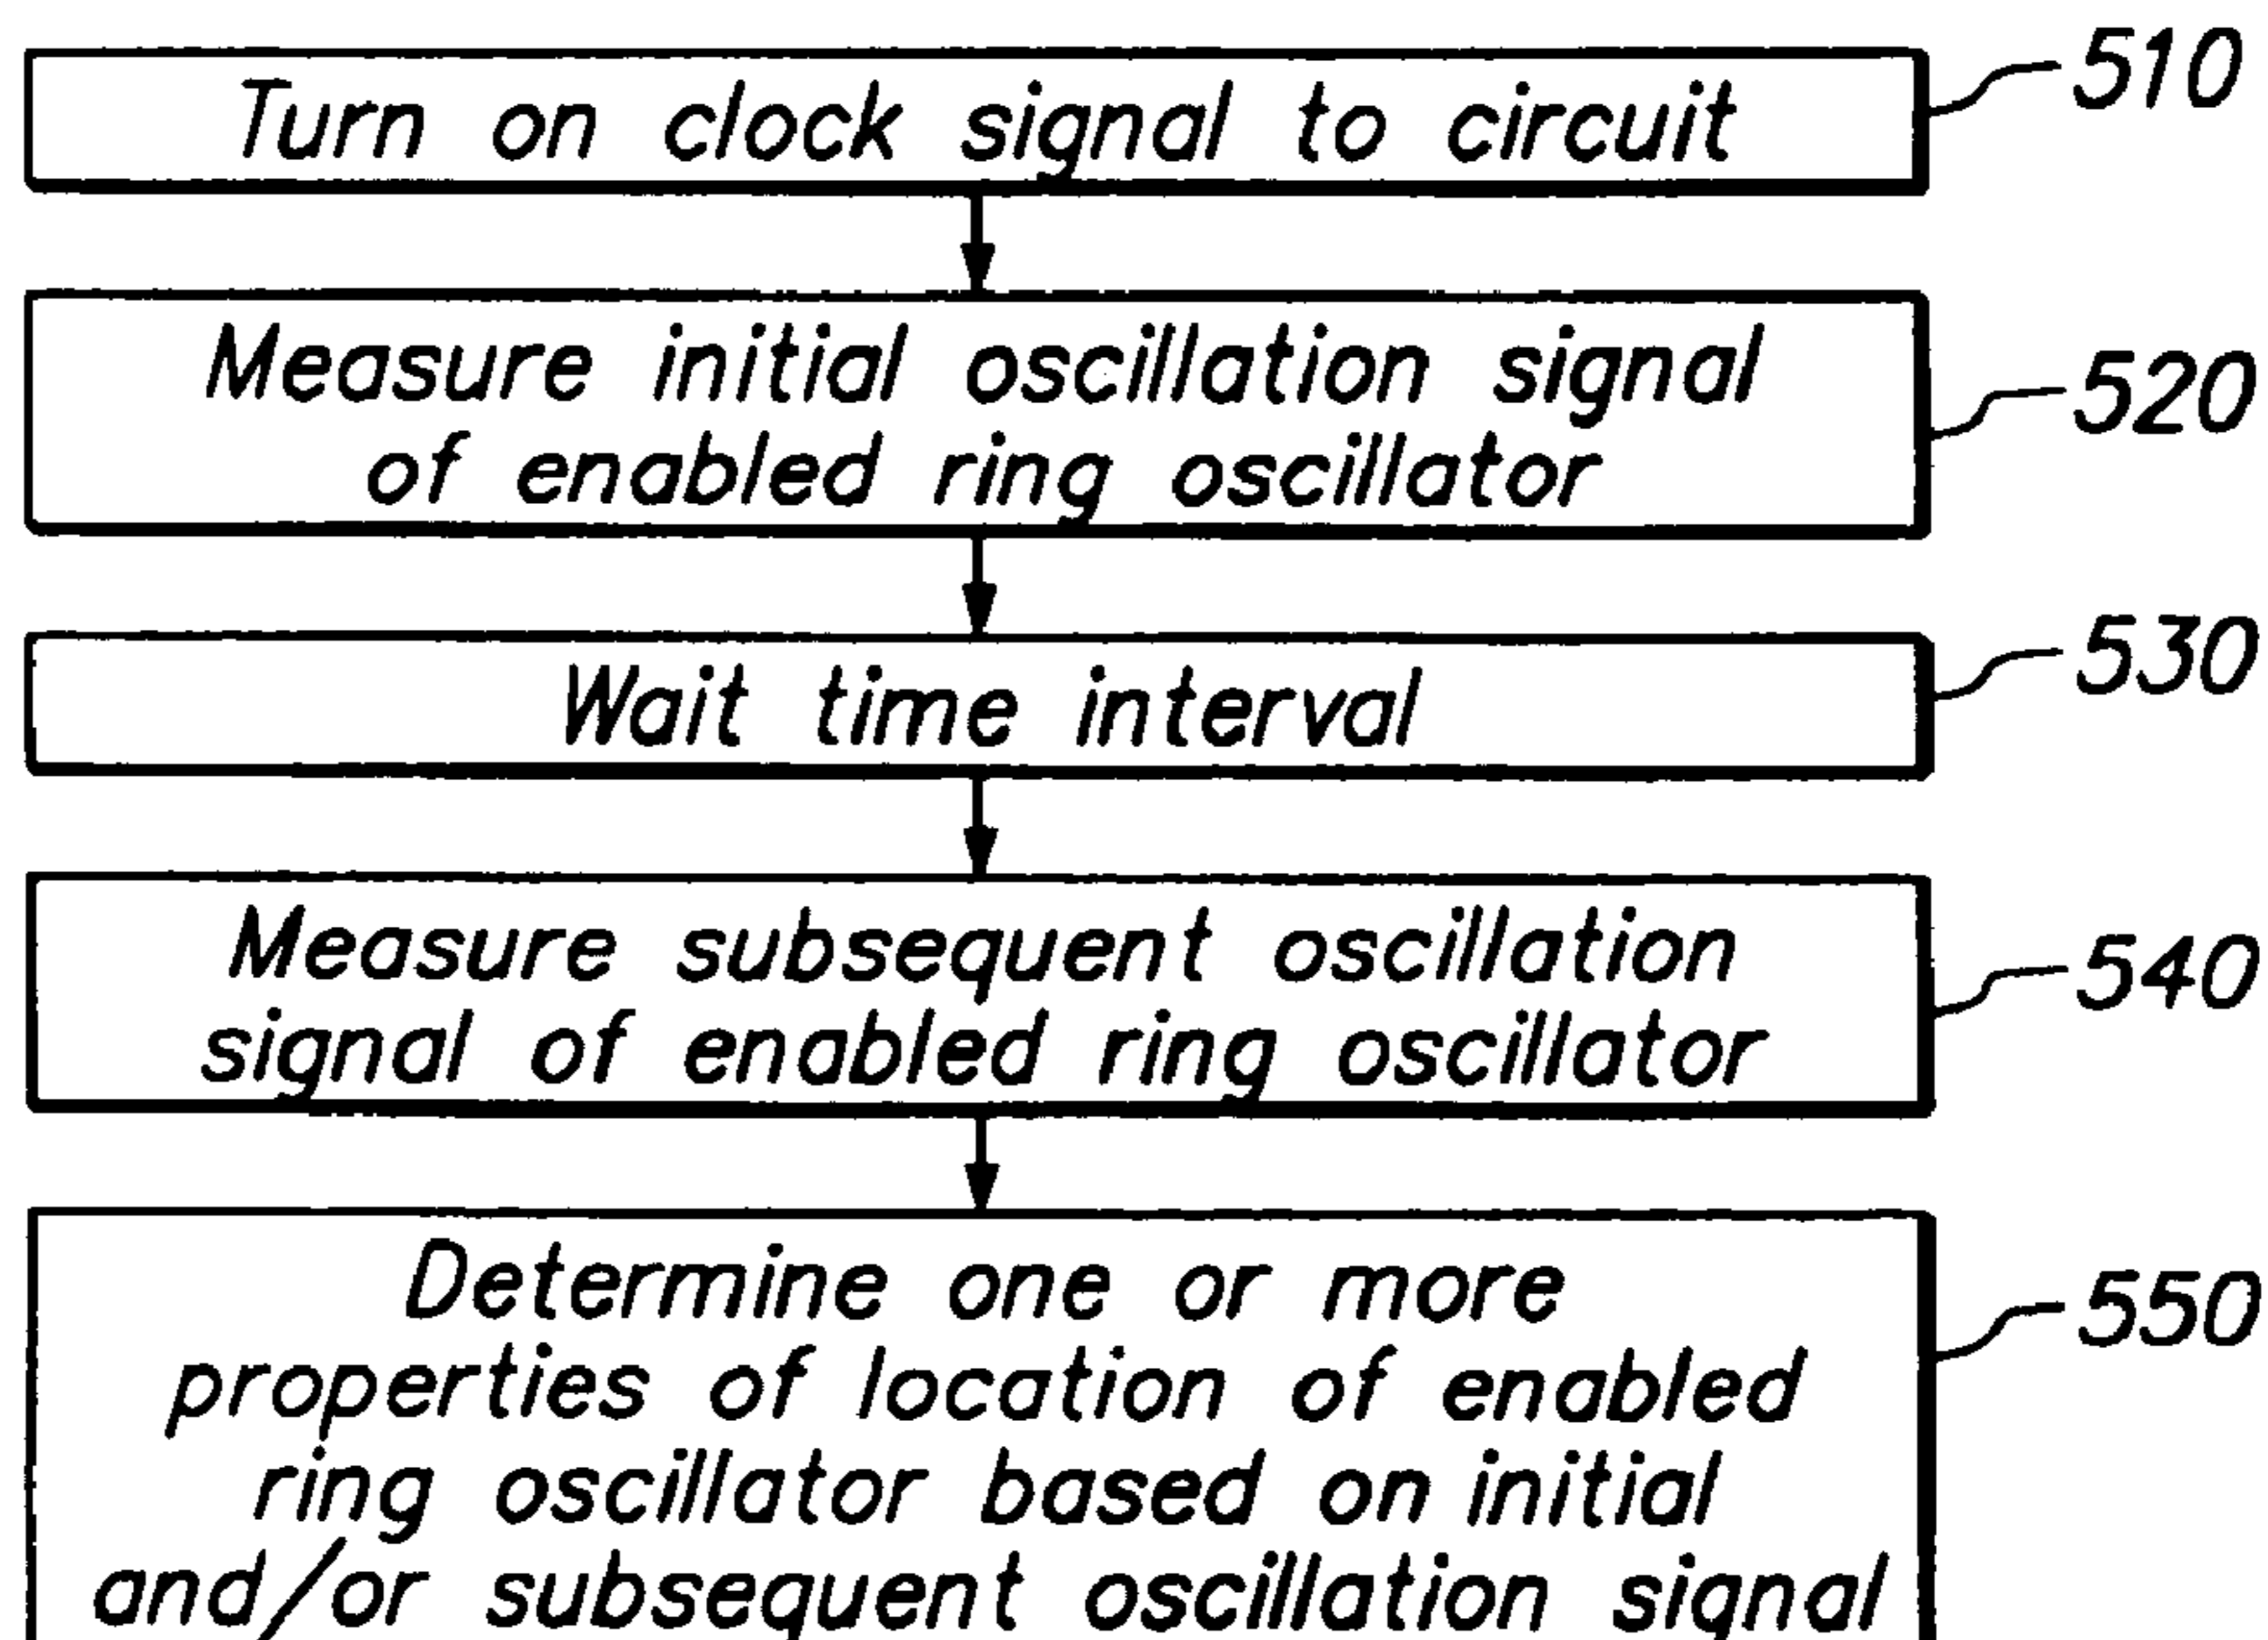 Turn on clock signal to circuit
510
Measure initial oscillation signal
of enabled ring oscillator
520
Wait time interval
530
Measure subsequent oscillation
signal of enabled ring oscillator
540
Determine one or more
properties of location of enabled
ring oscillator based on initial
and/or subsequent oscillation signal
550